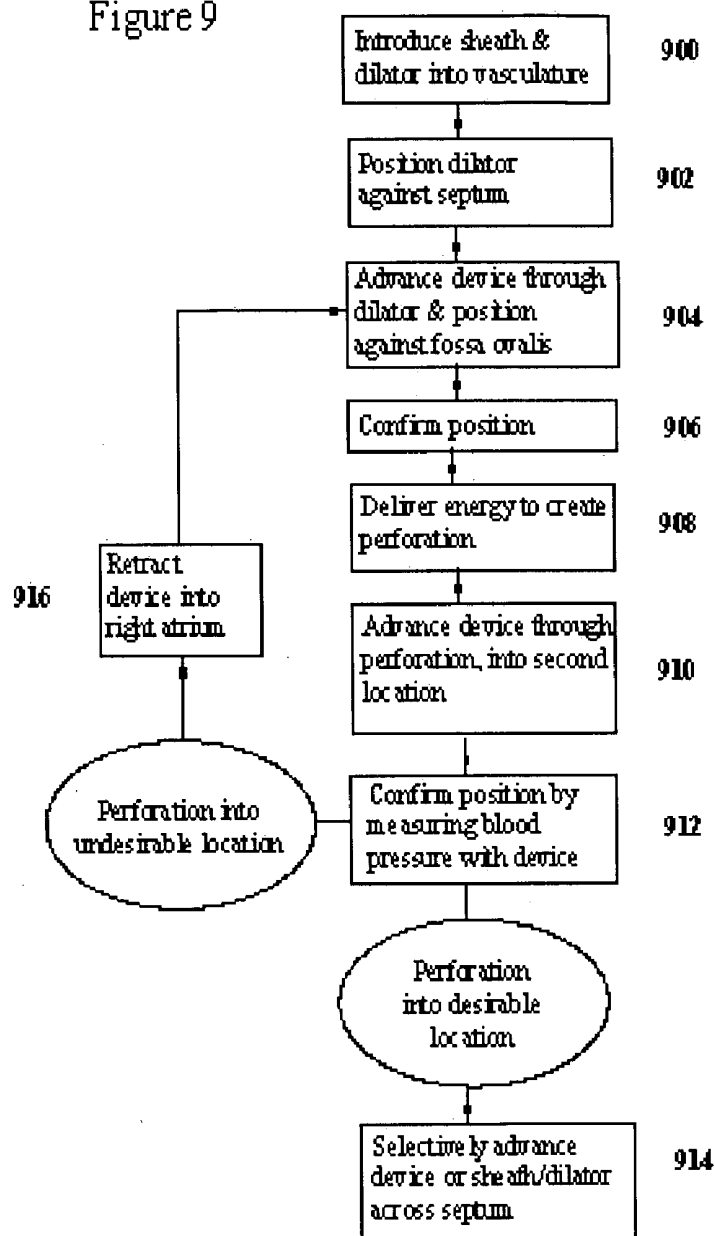 Figure 9
Introduce sheath &
dilator into vasculature
900
Position dilator
against septum
902
Advance device through
dilator & position
against fossa ovalis
904
Confirm position
906
Deliver energy to create
perforation
908
Retract
device into
right atrium
916
Advance device through
perforation, into second
location
910
Perforation into
undesirable location
Confirm position by
measuring blood
pressure with device
912
Perforation
into desirable
location
Selectively advance
device or sheath/dilator
across septum
914